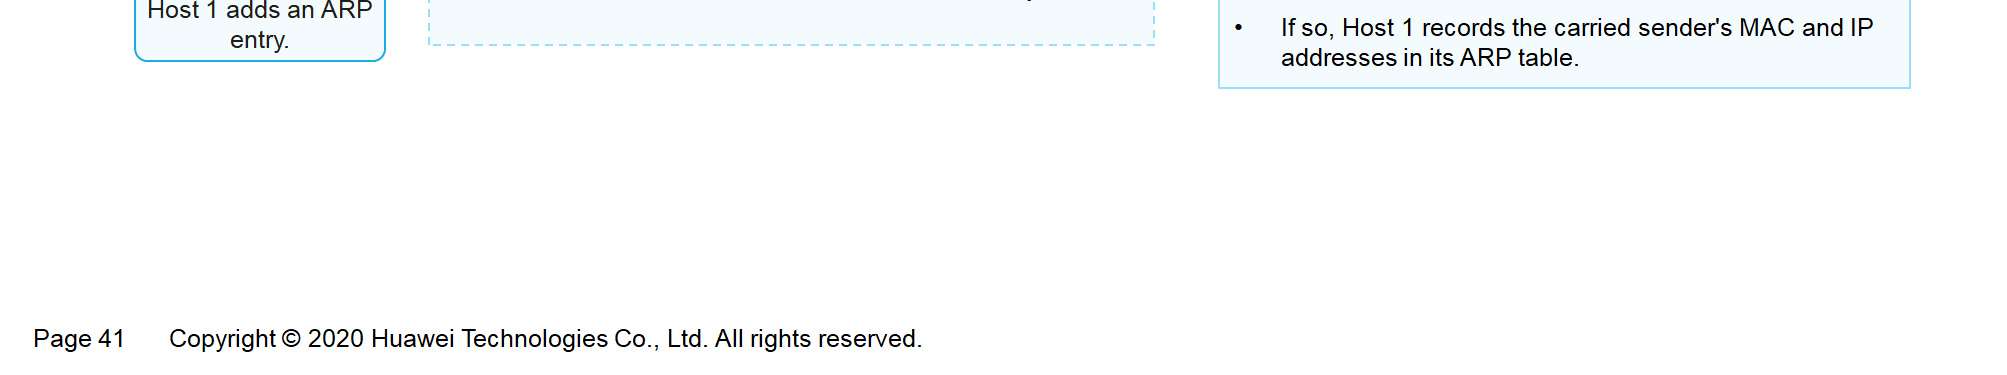 Host 1 adds an ARP
entry.
• If so, Host 1 records the carried sender's MAC and IP
addresses in its ARP table.
Page 41 Copyright © 2020 Huawei Technologies Co., Ltd. All rights reserved.